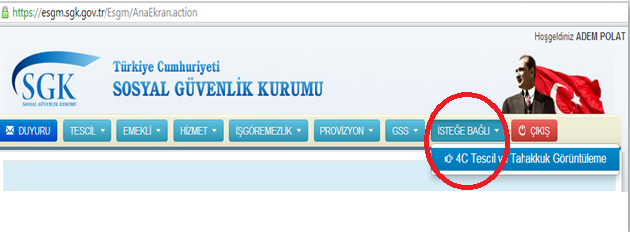 https://esgm.sgk.gov.tr/Esgm/AnaEkran.action
Hoşgeldiniz ADEM POLAT
SGK
SOSYAL GÜVENLİK KURUMU
Türkiye Cumhuriyeti
SOSYAL GÜVENLİK KURUMU
DUYURU TESCİL EMEKLİ HİZMET İŞGÖREMEZLİK PROVİZYON GSS İSTEĞE BAĞLI ÇIKIŞ
4C Tescil ve Tahakkuk Görüntüleme